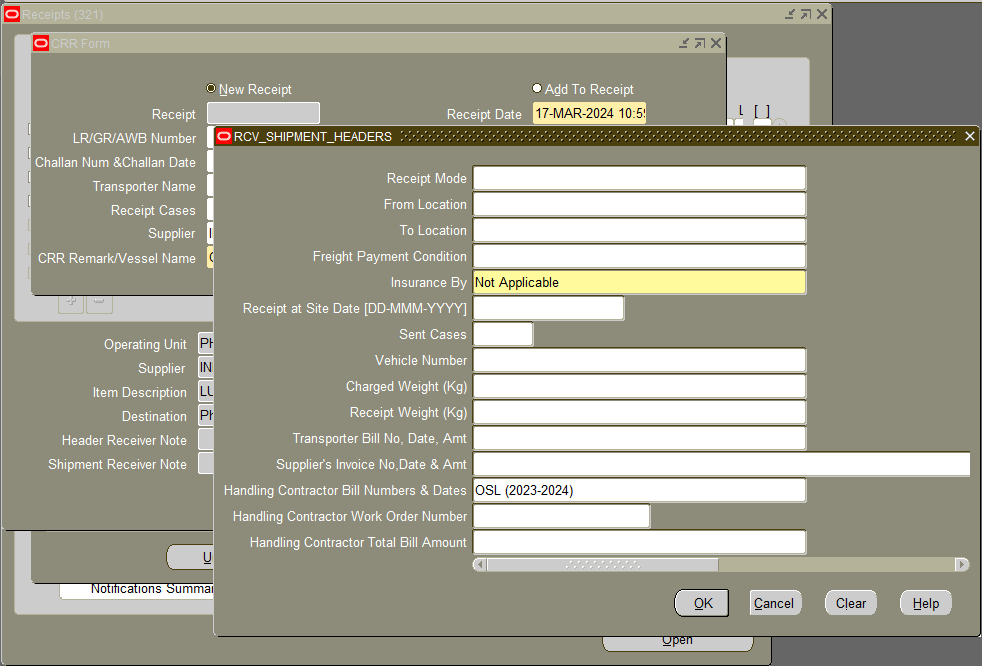 Receipts (321)
CRR Form
New Receipt
Add To Receipt
Receipt
Receipt Date
17-MAR-2024 10:5
LR/GR/AWB Number
Challan Num &Challan Date
Transporter Name
Receipt Cases
Supplier
CRR Remark/Vessel Name
[ ]
RCV_SHIPMENT_HEADERS
Receipt Mode
From Location
To Location
Freight Payment Condition
Insurance By
Not Applicable
Receipt at Site Date [DD-MMM-YYYY]
Sent Cases
Vehicle Number
Charged Weight (Kg)
Receipt Weight (Kg)
Transporter Bill No, Date, Amt
Supplier's Invoice No,Date & Amt
Handling Contractor Bill Numbers & Dates
OSL (2023-2024)
Handling Contractor Work Order Number
Handling Contractor Total Bill Amount
OK
Cancel
Clear
Help
Operating Unit
Supplier
IN
Item Description
LU
Destination
Header Receiver Note
Shipment Receiver Note
U
Notifications Summa
Open